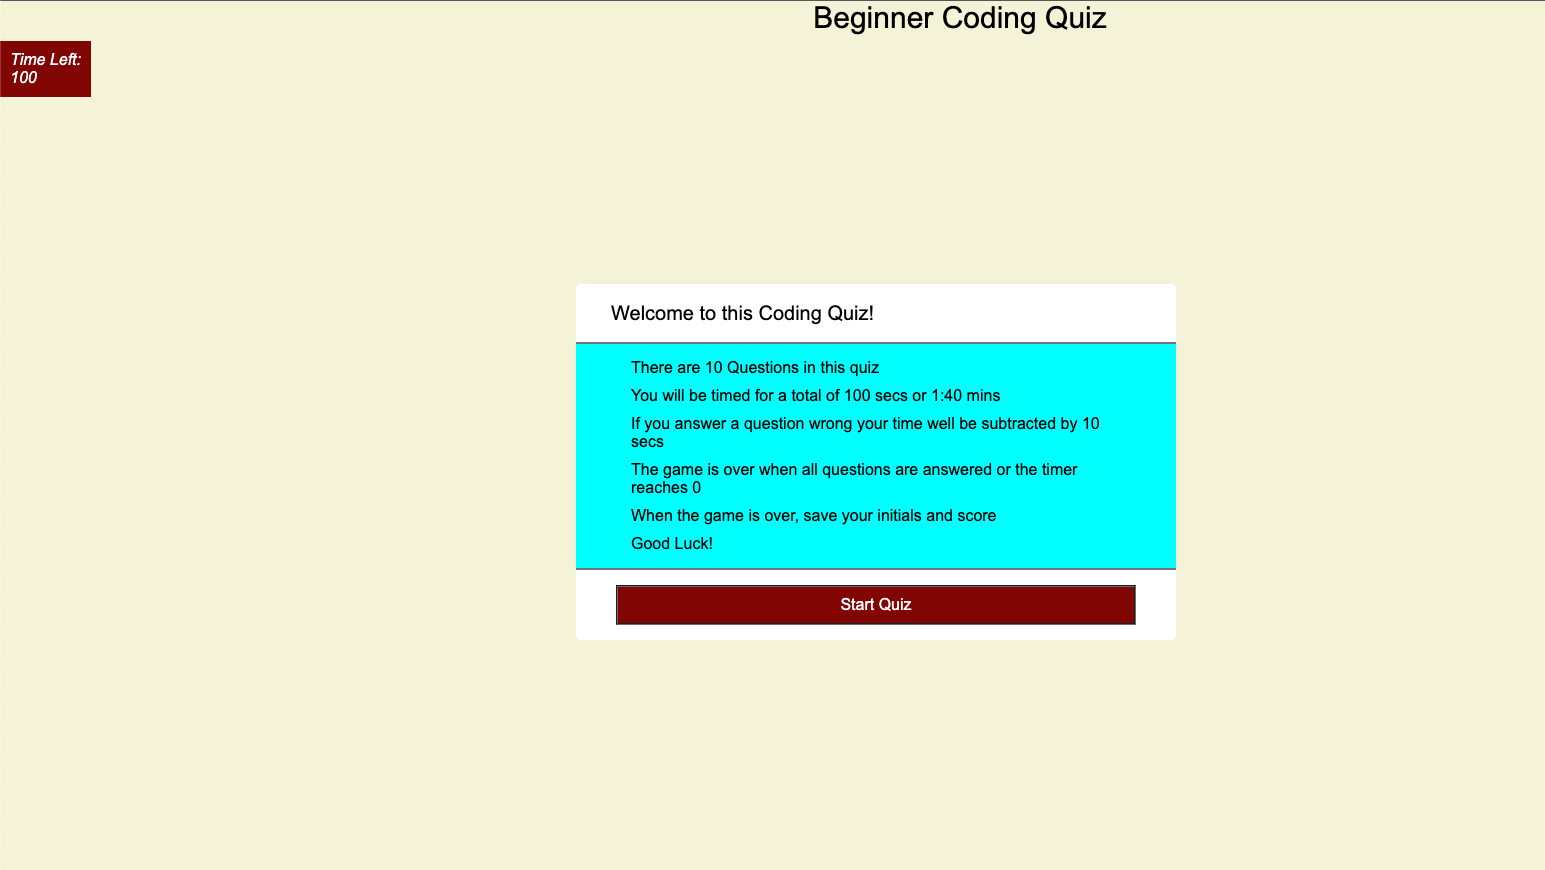 Beginner Coding Quiz
Time Left:
100
Welcome to this Coding Quiz!
There are 10 Questions in this quiz
You will be timed for a total of 100 secs or 1:40 mins
If you answer a question wrong your time well be subtracted by 10
secs
The game is over when all questions are answered or the timer
reaches 0
When the game is over, save your initials and score
Good Luck!
Start Quiz